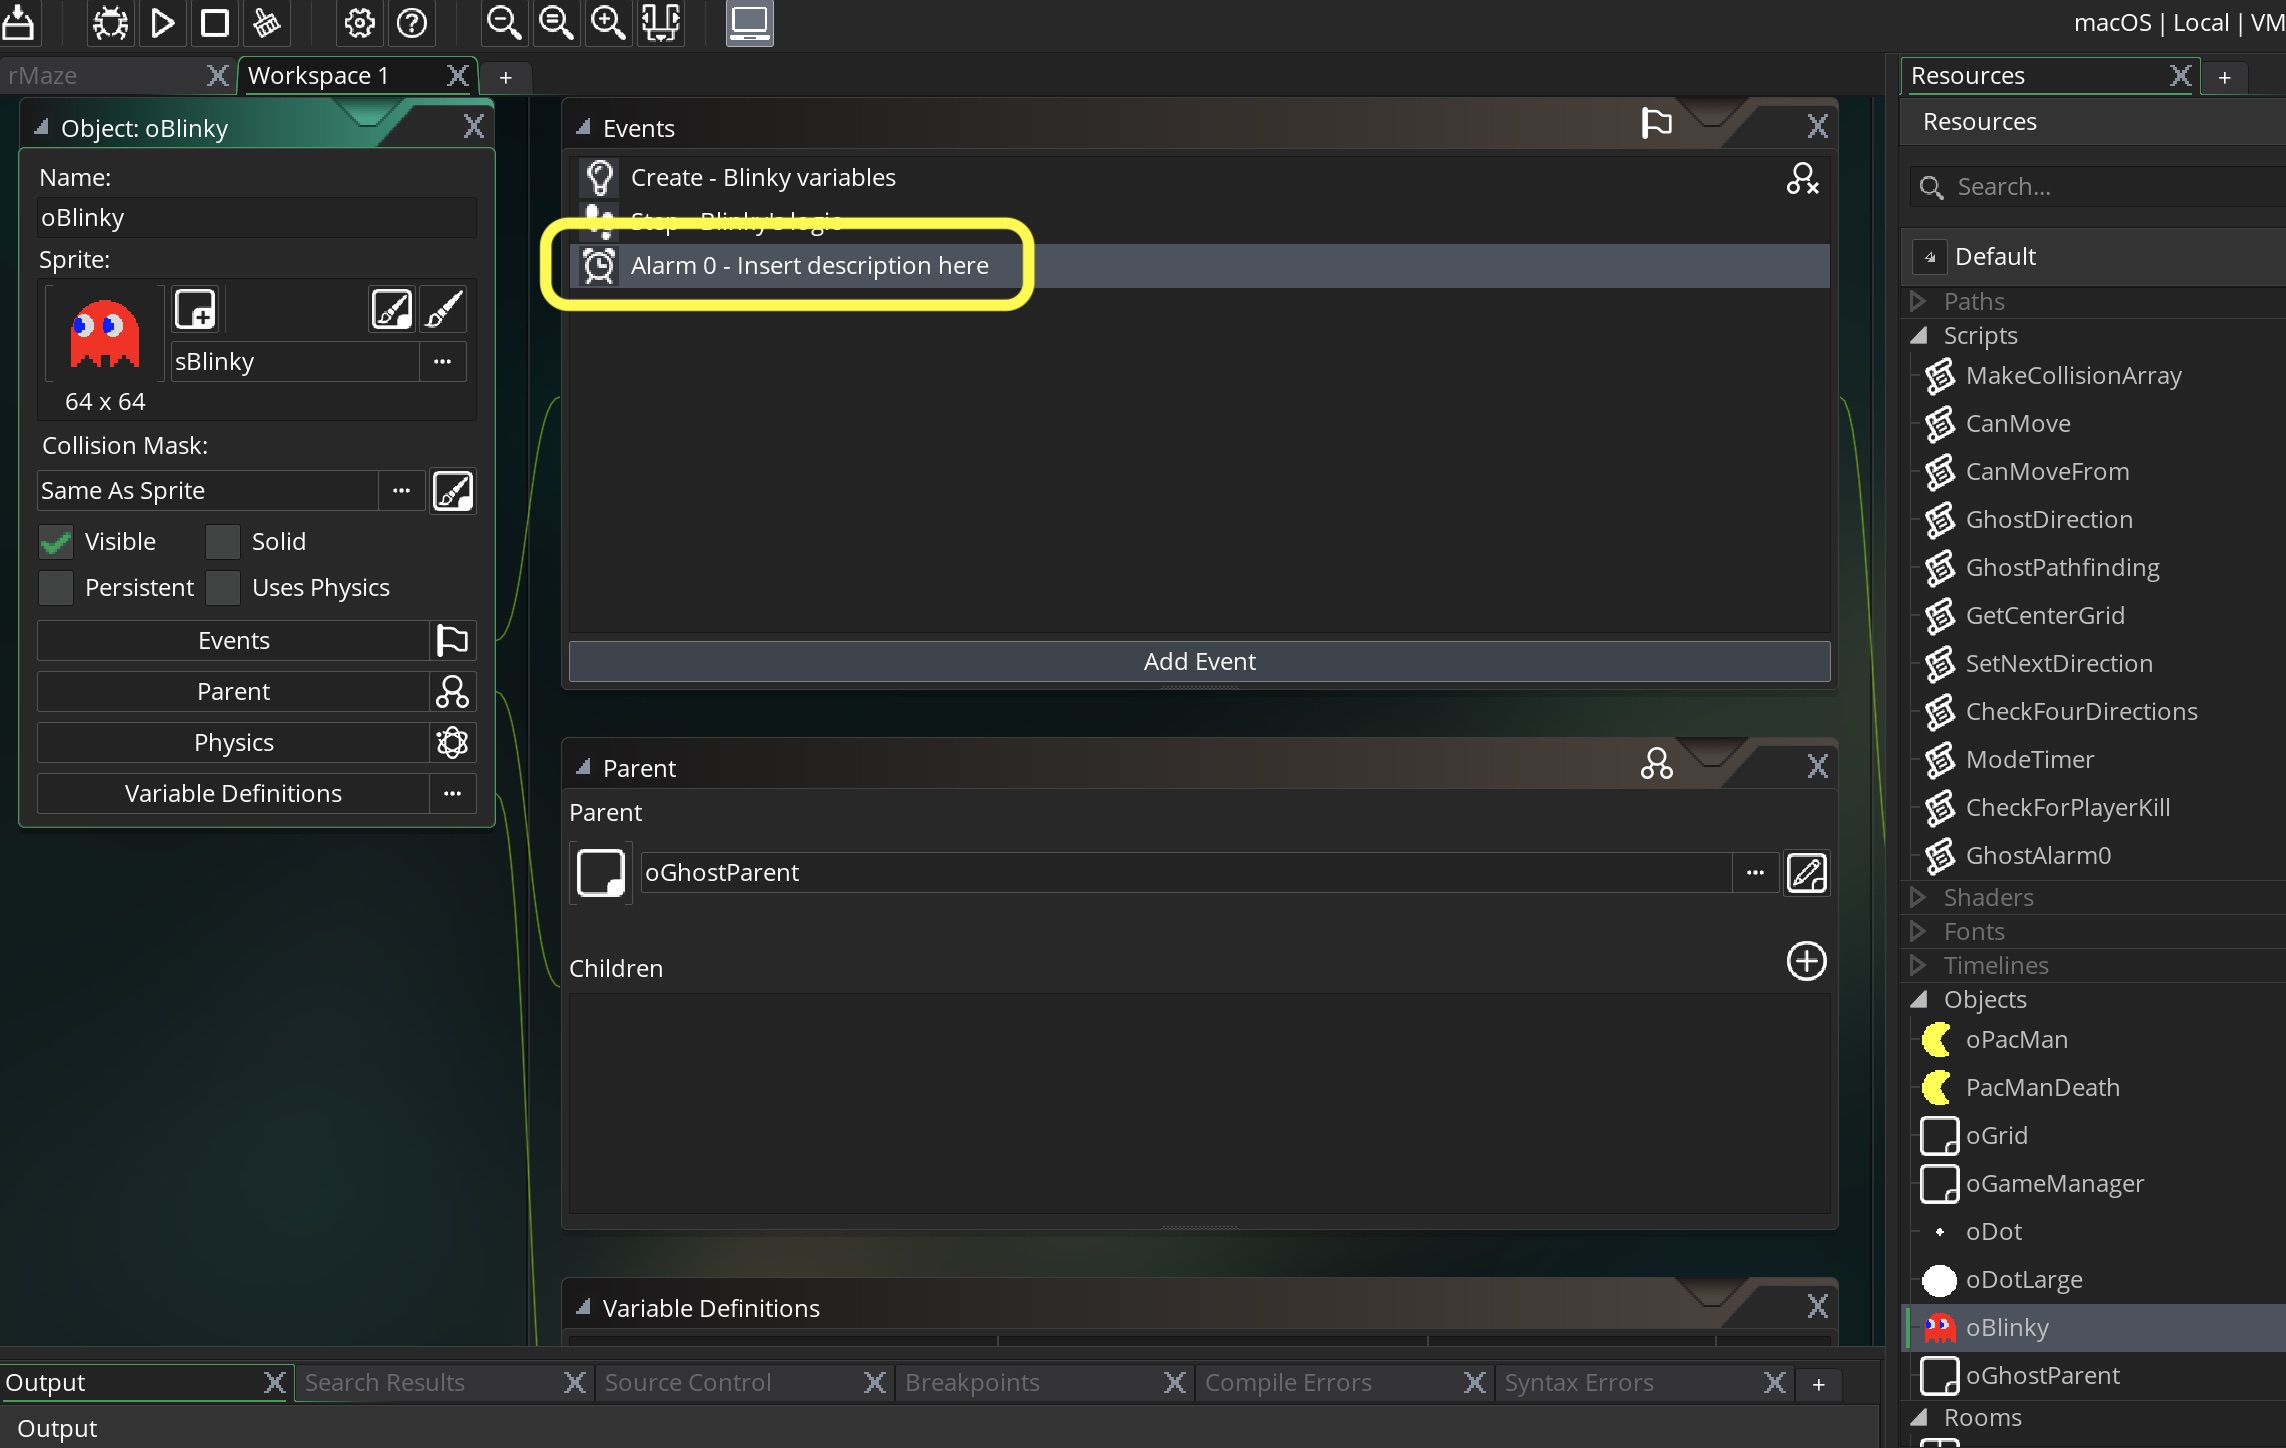 macOS | Local | VM
rMaze
Workspace 1
Resources
Object: oBlinky
Name:
oBlinky
Sprite:
sBlinky
64 x 64
Collision Mask:
Same As Sprite
Visible
Solid
Persistent
Uses Physics
Events
Parent
Physics
Variable Definitions
Events
Create - Blinky variables
Step - Blinky's logic
Alarm 0 - Insert description here
Add Event
Parent
Parent
oGhostParent
Children
Variable Definitions
Resources
Search...
Default
Paths
Scripts
MakeCollisionArray
CanMove
CanMoveFrom
GhostDirection
GhostPathfinding
GetCenterGrid
SetNextDirection
CheckFourDirections
ModeTimer
CheckForPlayerKill
GhostAlarm0
Shaders
Fonts
Timelines
Objects
oPacMan
PacManDeath
oGrid
oGameManager
oDot
oDotLarge
oBlinky
oGhostParent
Rooms
Output
Search Results
Source Control
Breakpoints
Compile Errors
Syntax Errors
Output